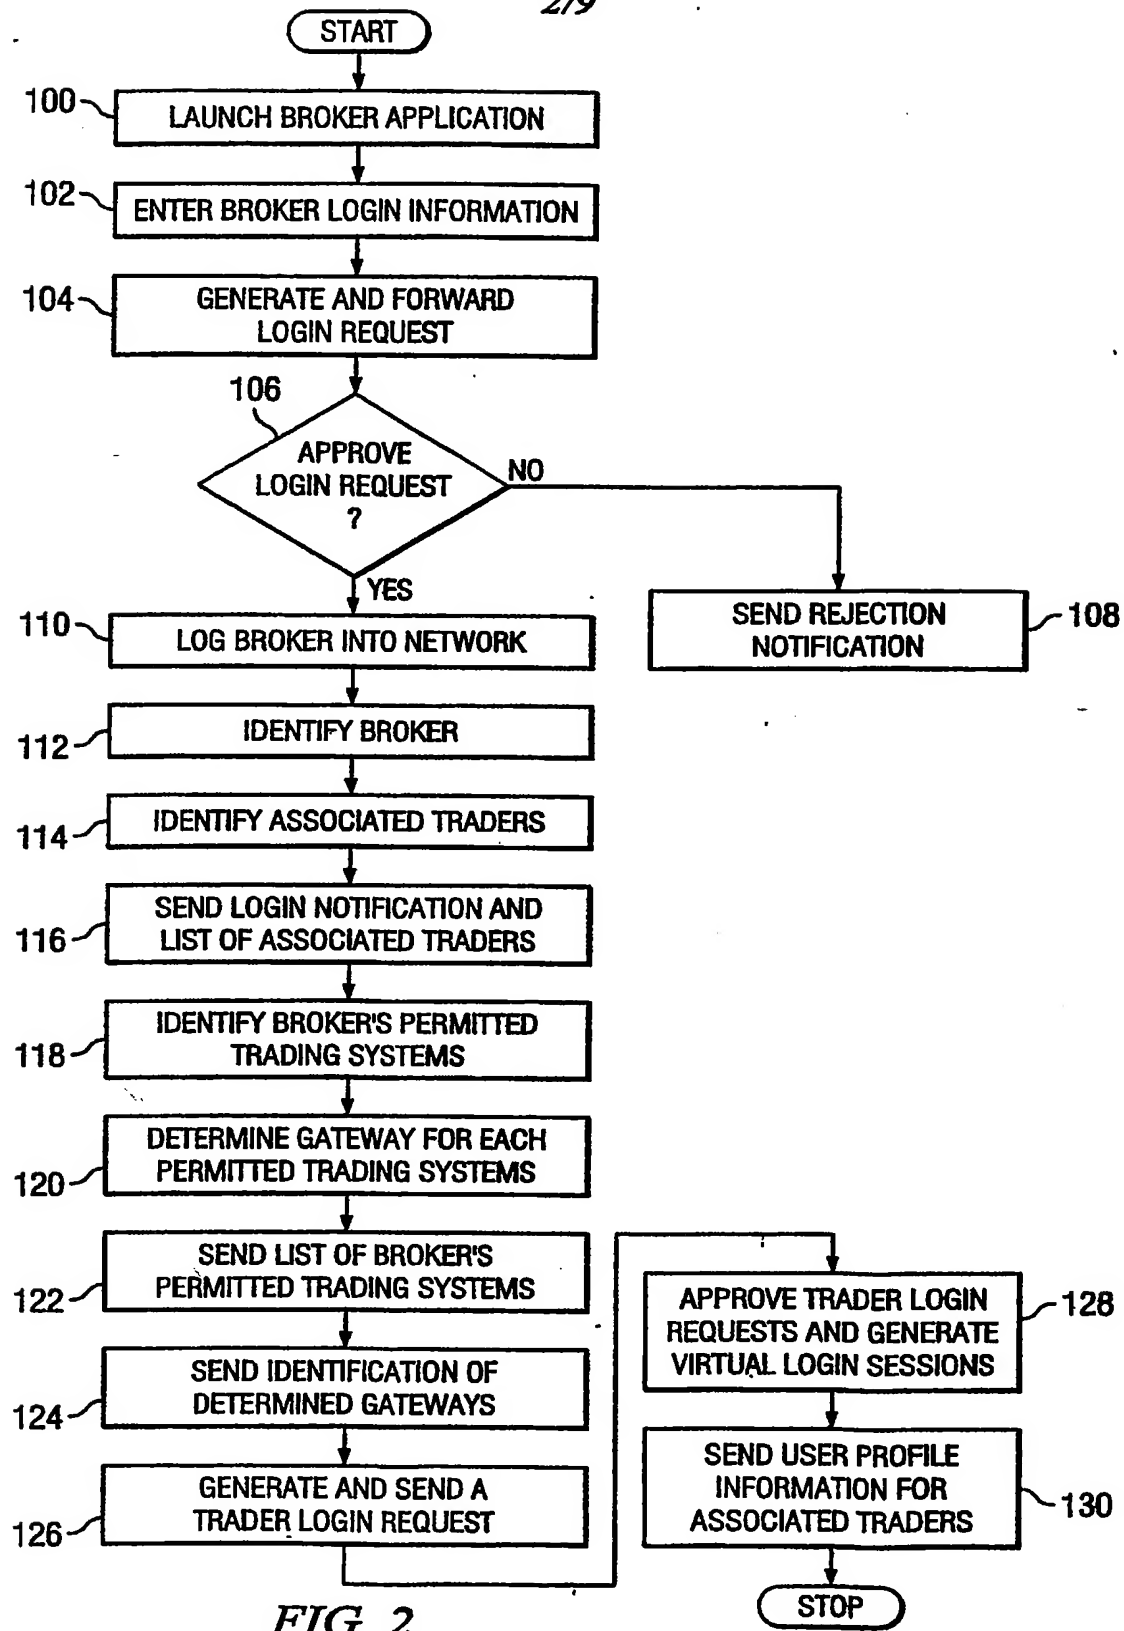 2/9
START
100
LAUNCH BROKER APPLICATION
102
ENTER BROKER LOGIN INFORMATION
104
GENERATE AND FORWARD
LOGIN REQUEST
106
APPROVE
LOGIN REQUEST
?
NO
YES
SEND REJECTION
NOTIFICATION
108
110
LOG BROKER INTO NETWORK
112
IDENTIFY BROKER
114
IDENTIFY ASSOCIATED TRADERS
116
SEND LOGIN NOTIFICATION AND
LIST OF ASSOCIATED TRADERS
118
IDENTIFY BROKER'S PERMITTED
TRADING SYSTEMS
120
DETERMINE GATEWAY FOR EACH
PERMITTED TRADING SYSTEMS
122
SEND LIST OF BROKER'S
PERMITTED TRADING SYSTEMS
124
SEND IDENTIFICATION OF
DETERMINED GATEWAYS
126
GENERATE AND SEND A
TRADER LOGIN REQUEST
APPROVE TRADER LOGIN
REQUESTS AND GENERATE
VIRTUAL LOGIN SESSIONS
128
SEND USER PROFILE
INFORMATION FOR
ASSOCIATED TRADERS
130
STOP
FIG. 2